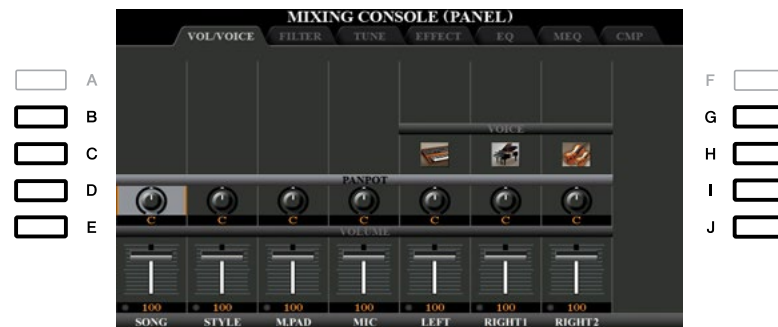 MIXING CONSOLE (PANEL)
VOL/VOICE FILTER TUNE EFFECT EQ MEQ CMP
A F
B G
VOICE
C H
PANPOT
D I
C C C C C C C
E J
VOLUME
100 100 100 100 100 100 100
SONG STYLE M.PAD MIC LEFT RIGHT1 RIGHT2